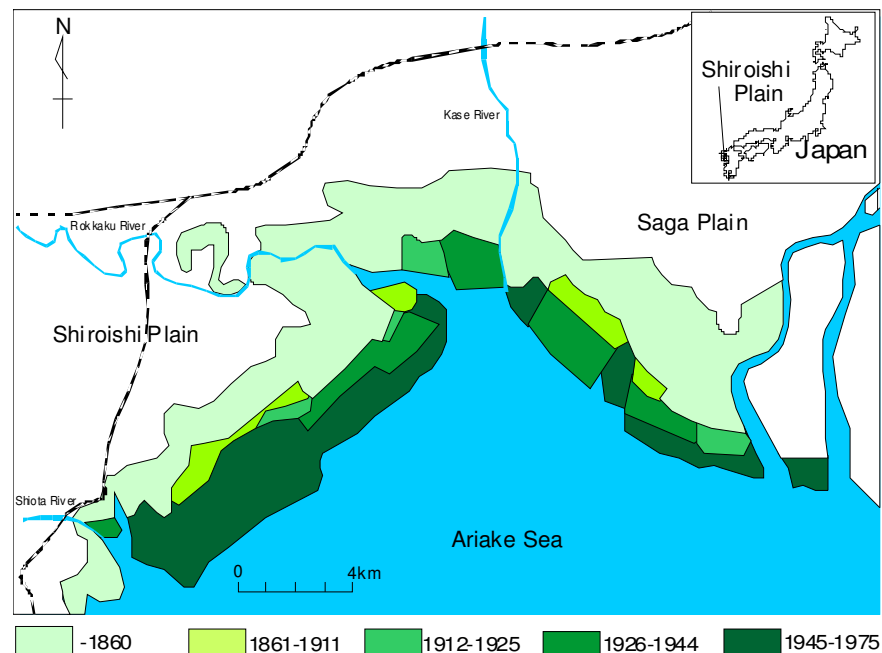 N
Shiroishi
Plain
Japan
Kase River
Rokkaku River
Saga Plain
Shiroishi Plain
Shiota River
Ariake Sea
0
4km
-1860
1861-1911
1912-1925
1926-1944
1945-1975